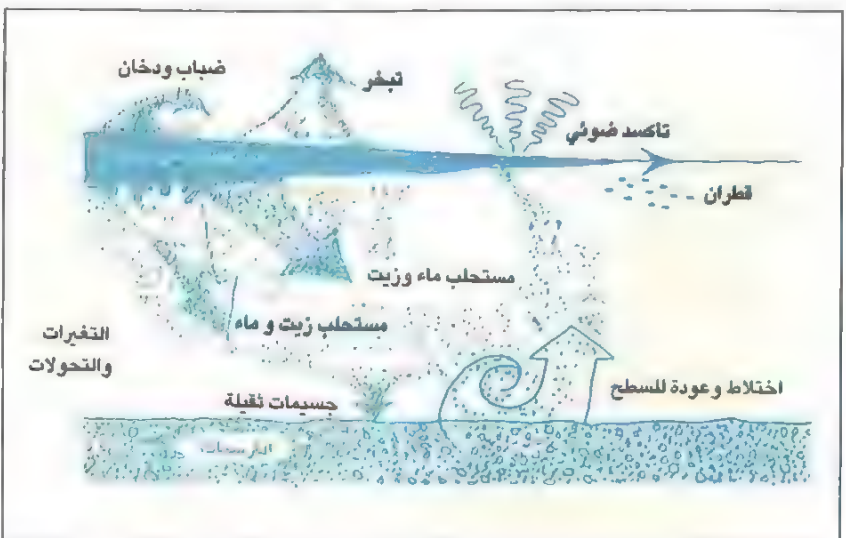 ضباب ودخان
تبخر
تأكسد ضوئي
قطران
مستحلب ماء وزيت
مستحلب زيت و ماء
التغيرات
والتحولات
اختلاط وعودة للسطح
جسيمات ثقيلة